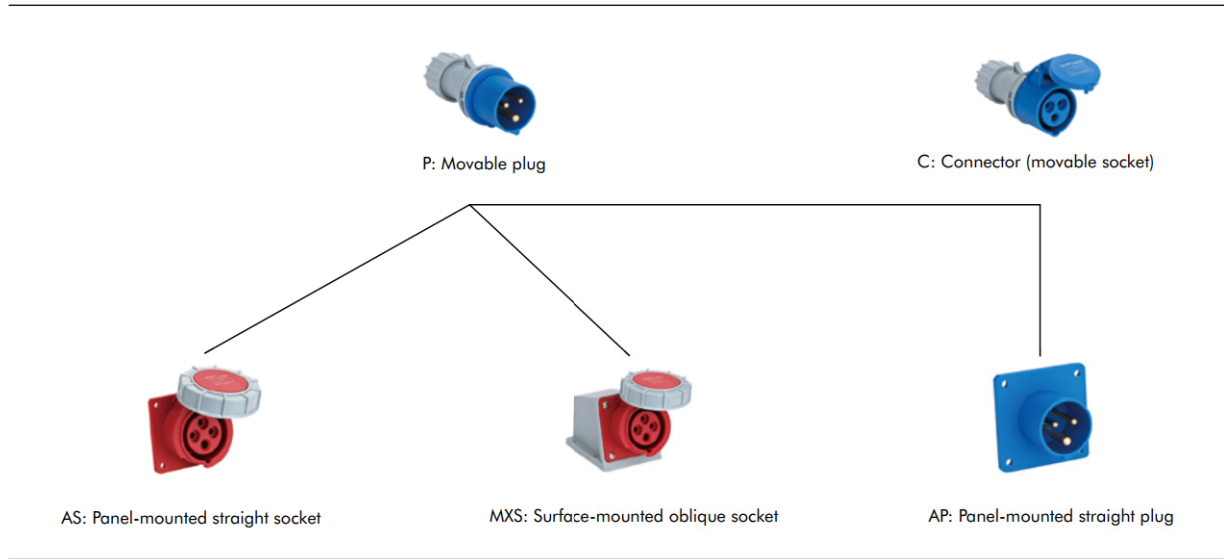 P: Movable plug
C: Connector (movable socket)
AS: Panel-mounted straight socket
MXS: Surface-mounted oblique socket
AP: Panel-mounted straight plug